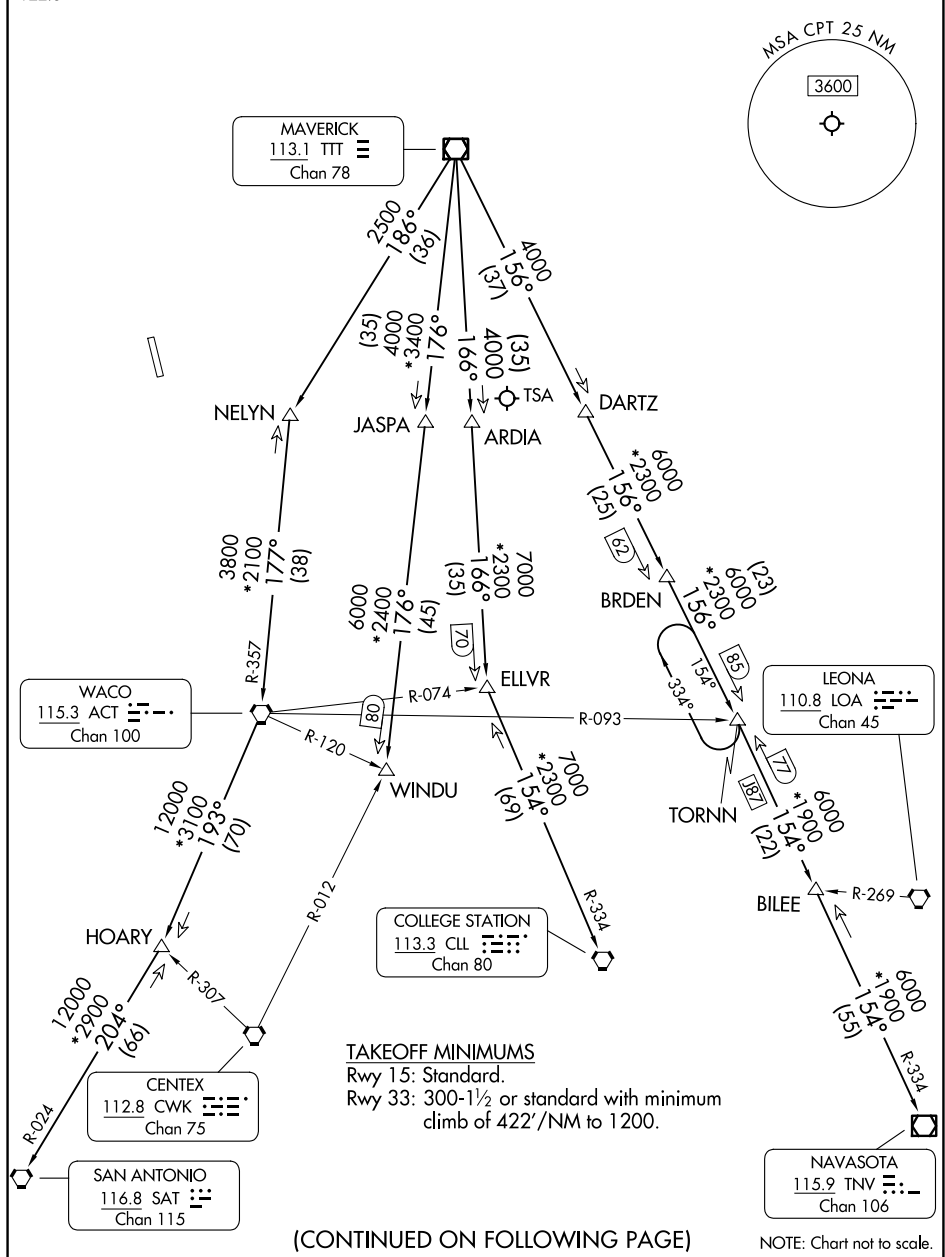 MSA CPT 25 NM
3600
MAVERICK
113.1 TTT
Chan 78
2500
186°
(36)
(35)
4000
*3400
176°
(35)
4000
166°
4000
156°
(37)
TSA
NELYN
JASPA
ARDIA
DARTZ
6000
*2300
156°
(25)
62
BRDEN
3800
*2100
177°
(38)
R-357
6000
*2400
176°
(45)
80
7000
*2300
166°
(35)
70
ELLVR
(23)
6000
*2300
156°
85
154°
334°
WACO
115.3 ACT
Chan 100
R-074
R-093
R-120
WINDU
LEONA
110.8 LOA
Chan 45
TORNN
77
J87
6000
*1900
154°
(22)
7000
*2300
154°
(69)
R-334
12000
*3100
193°
(70)
R-012
BILEE
R-269
HOARY
R-307
COLLEGE STATION
113.3 CLL
Chan 80
12000
*2900
204°
(66)
R-024
6000
*1900
154°
(55)
R-334
CENTEX
112.8 CWK
Chan 75
TAKEOFF MINIMUMS
Rwy 15: Standard.
Rwy 33: 300-1½ or standard with minimum
climb of 422'/NM to 1200.
SAN ANTONIO
116.8 SAT
Chan 115
NAVASOTA
115.9 TNV
Chan 106
(CONTINUED ON FOLLOWING PAGE)
NOTE: Chart not to scale.